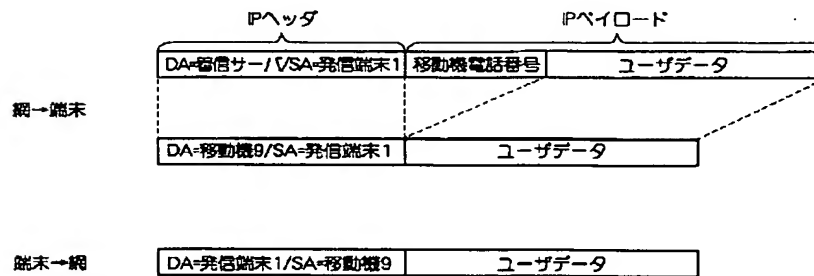 IPヘッダ
IPペイロード
DA=着信サーバ/SA=発信端末1
移動機電話番号
ユーザデータ
網→端末
DA=移動機9/SA=発信端末1
ユーザデータ
端末→網
DA=発信端末1/SA=移動機9
ユーザデータ